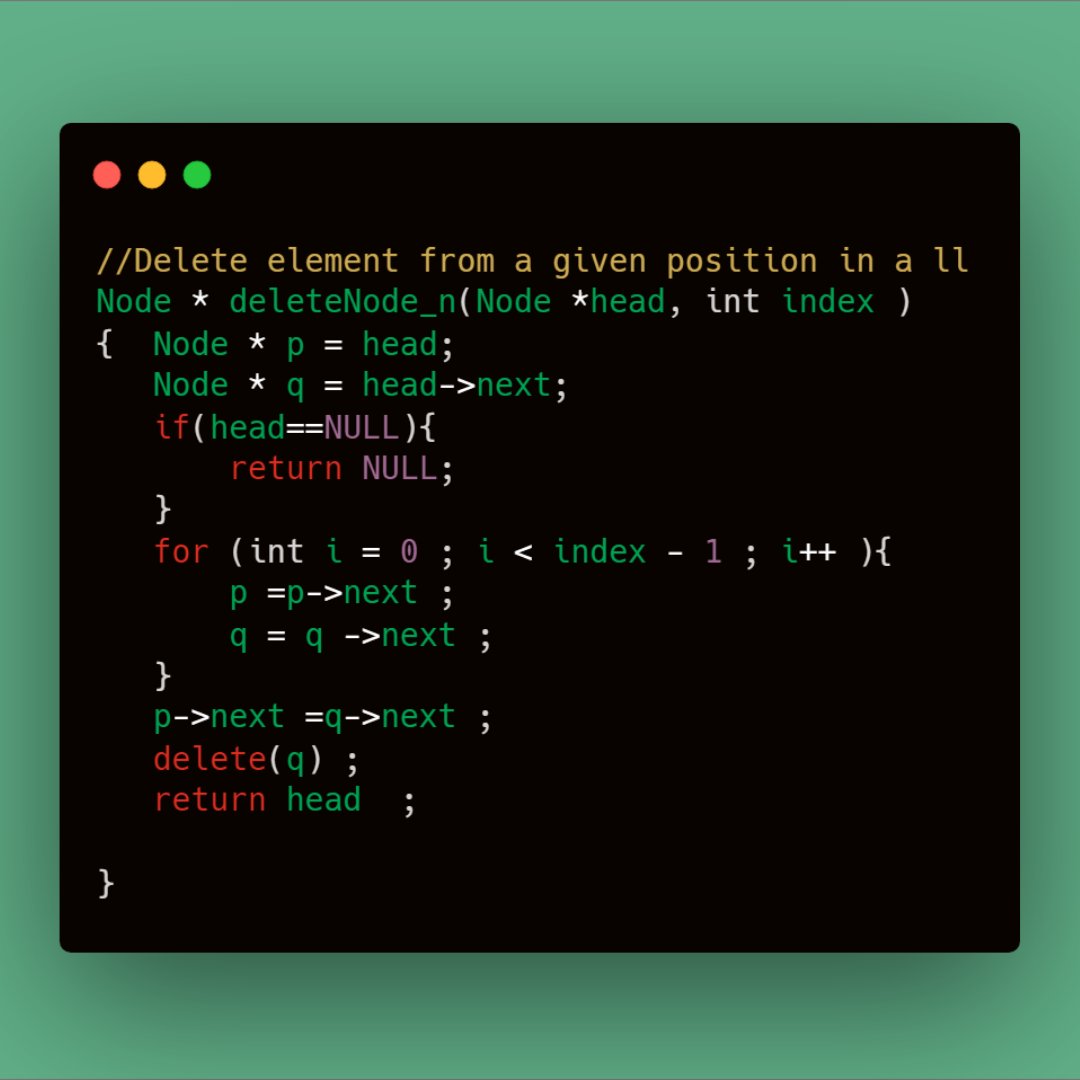 //Delete element from a given position in a ll
Node * deleteNode_n(Node *head, int index )
{  Node * p = head;
   Node * q = head->next;
   if(head==NULL){
       return NULL;
   }
   for (int i = 0 ; i < index - 1 ; i++ ){
       p =p->next ;
       q = q ->next ;
   }
   p->next =q->next ;
   delete(q) ;
   return head  ;
}